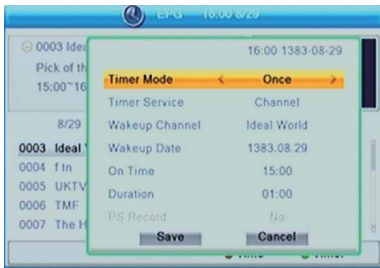 EPG 16:00 8/29
0003 Idea
Pick of th
15:00~16
16:00 1383-08-29
Timer Mode < Once >
Timer Service Channel
Wakeup Channel Ideal World
Wakeup Date 1383.08.29
On Time 15:00
Duration 01:00
PS Record No
Save Cancel
8/29
0003 Ideal
0004 f tn
0005 UKTV
0006 TMF
0007 The H
Time Timer